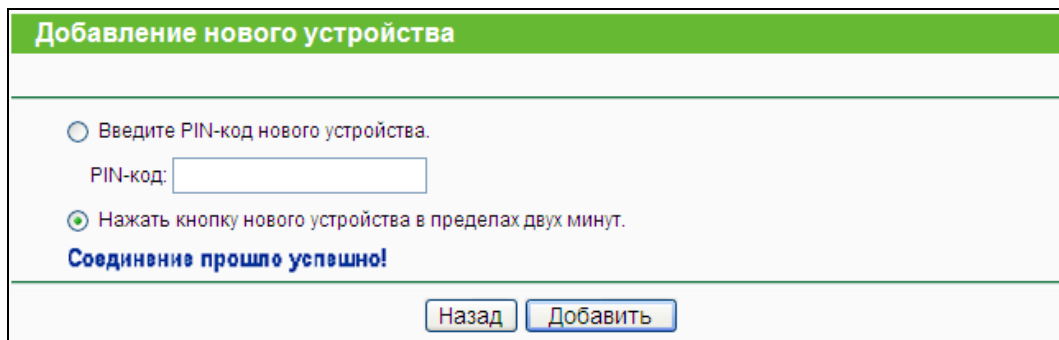 Добавление нового устройства
Введите PIN-код нового устройства.
PIN-код:
Нажать кнопку нового устройства в пределах двух минут.
Соединение прошло успешно!
Назад Добавить